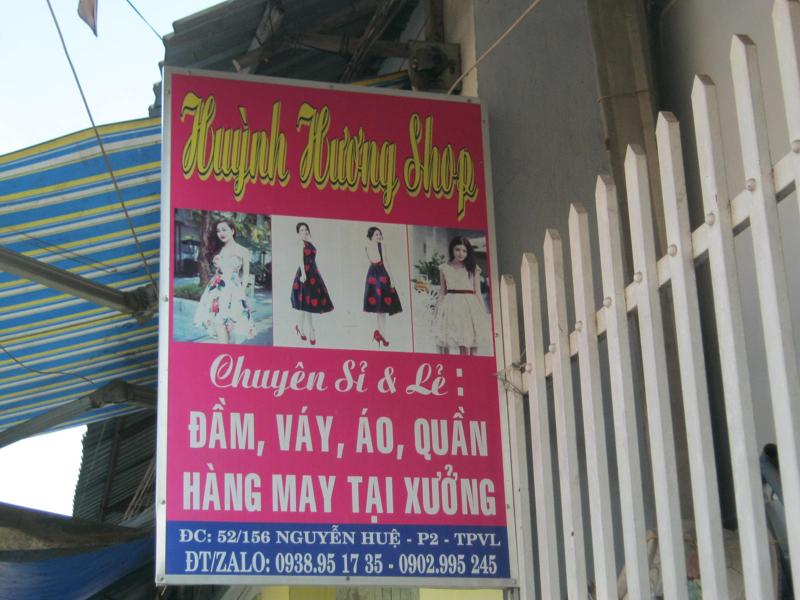 Huỳnh Hương Shop
Chuyên Sỉ & Lẻ :
ĐẦM, VÁY, ÁO, QUẦN
HÀNG MAY TẠI XƯỞNG
ĐC: 52/156 NGUYỄN HUỆ - P2 - TPVL
ĐT/ZALO: 0938.95 17 35 - 0902.995 245